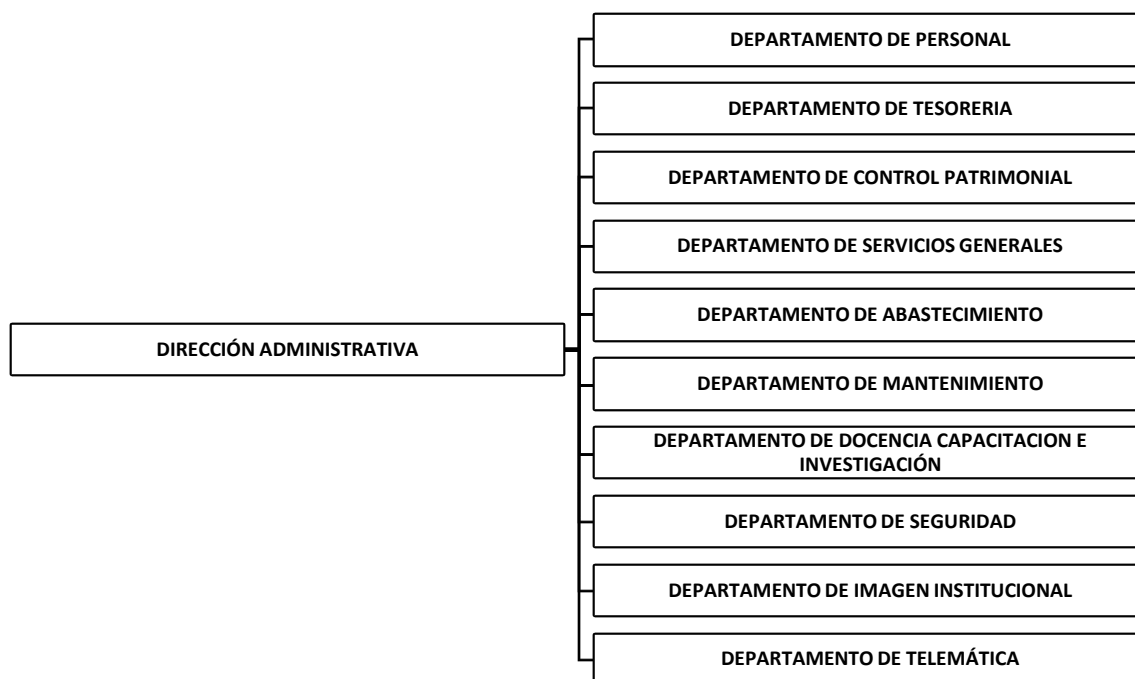 DEPARTAMENTO DE PERSONAL
DEPARTAMENTO DE TESORERIA
DEPARTAMENTO DE CONTROL PATRIMONIAL
DEPARTAMENTO DE SERVICIOS GENERALES
DEPARTAMENTO DE ABASTECIMIENTO
DIRECCIÓN ADMINISTRATIVA
DEPARTAMENTO DE MANTENIMIENTO
DEPARTAMENTO DE DOCENCIA CAPACITACION E
INVESTIGACIÓN
DEPARTAMENTO DE SEGURIDAD
DEPARTAMENTO DE IMAGEN INSTITUCIONAL
DEPARTAMENTO DE TELEMÁTICA